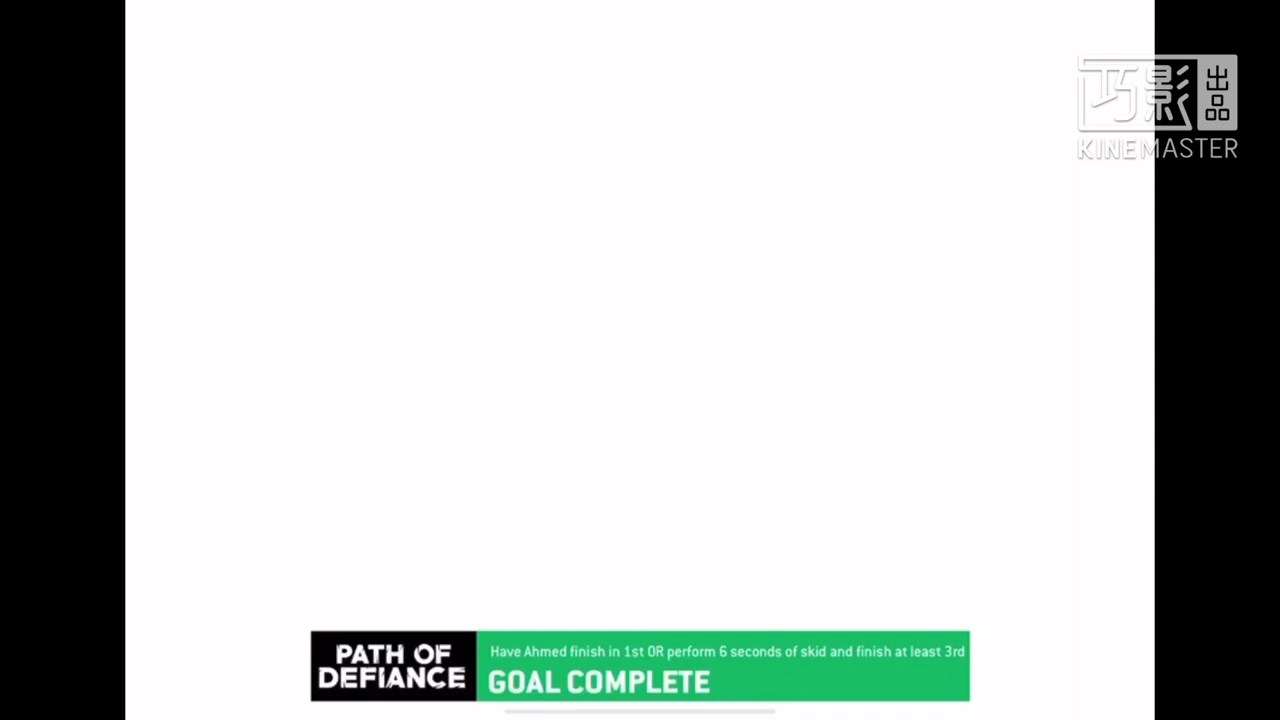 巧影出品
KINEMASTER
PATH OF
DEFIANCE
Have Ahmed finish in 1st OR perform 6 seconds of skid and finish at least 3rd
GOAL COMPLETE